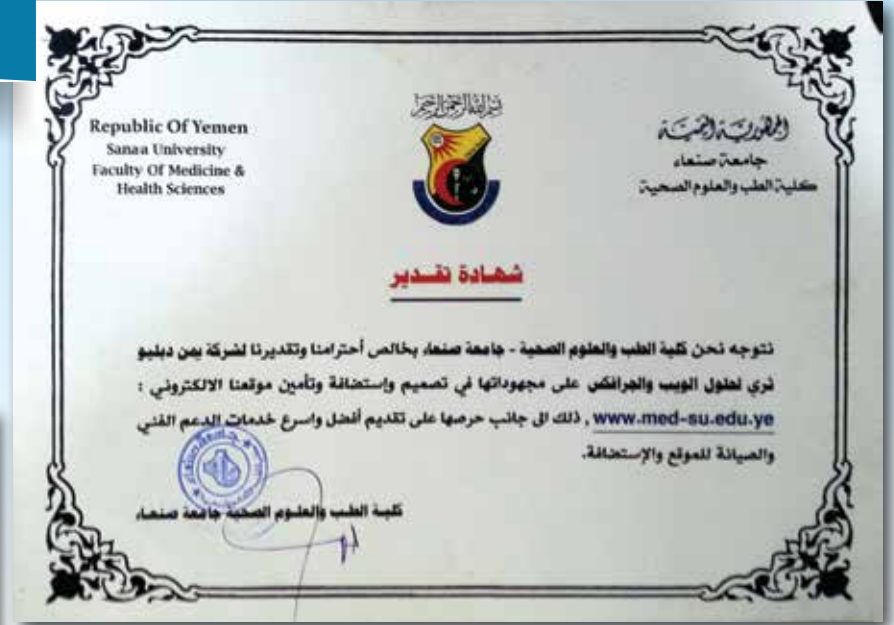 Republic Of Yemen
Sanaa University
Faculty Of Medicine &
Health Sciences
بسم الله الرحمن الرحيم
الجمهورية اليمنية
جامعة صنعاء
كلية الطب والعلوم الصحية
شهادة تقدير
نتوجه نحن كلية الطب والعلوم الصحية - جامعة صنعاء بخالص أحترامنا وتقديرنا لشركة يمن دبليو
ثري لحلول الويب والجرافكس على مجهوداتها في تصميم وإستضافة وتأمين موقعنا الالكتروني :
www.med-su.edu.ye , ذلك الى جانب حرصها على تقديم أفضل واسرع خدمات الدعم الفني
والصيانة للموقع والإستضافة.
كلية الطب والعلوم الصحية جامعة صنعاء